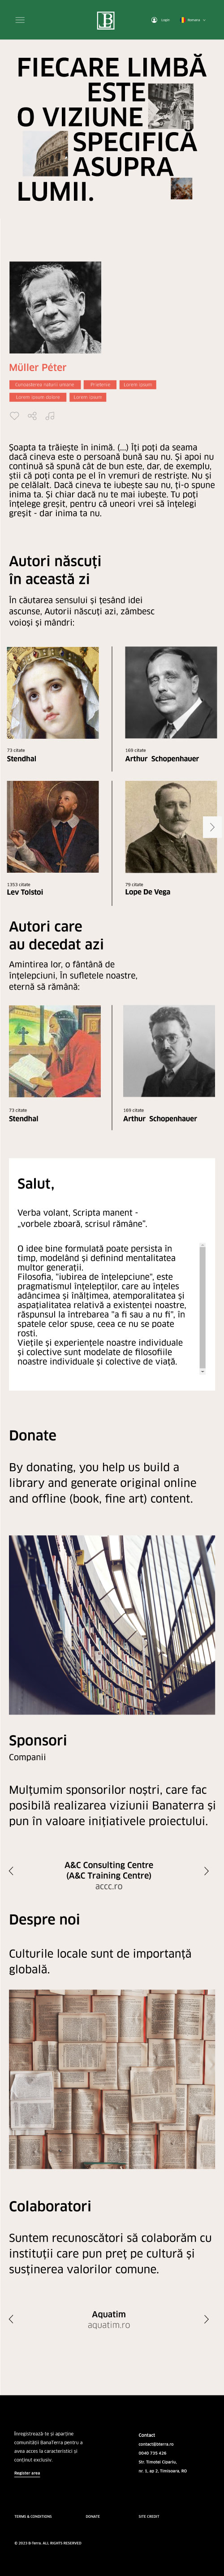 Login
Română
FIECARE LIMBĂ
ESTE
O VIZIUNE
SPECIFICĂ
ASUPRA
LUMII.
Müller Péter
Cunoasterea naturii umane
Prietenie
Lorem ipsum
Lorem ipsum dolore
Lorem ipsum
Șoapta ta trăiește în inimă. (...) Îți poți da seama
dacă cineva este o persoană bună sau nu. Și apoi nu
continuă să spună cât de bun este, dar, de exemplu,
știi că poți conta pe el în vremuri de restriște. Nu și
pe celălalt. Dacă cineva te iubește sau nu, ți-o spune
inima ta. Și chiar dacă nu te mai iubește. Tu poți
înțelege greșit, pentru că uneori vrei să înțelegi
greșit - dar inima ta nu.
Autori născuți
în această zi
În căutarea sensului și țesând idei
ascunse, Autorii născuți azi, zâmbesc
voioși și mândri:
73 citate
Stendhal
169 citate
Arthur Schopenhauer
1353 citate
Lev Tolstoi
79 citate
Lope De Vega
Autori care
au decedat azi
Amintirea lor, o fântână de
înțelepciuni, în sufletele noastre,
eternă să rămână:
73 citate
Stendhal
169 citate
Arthur Schopenhauer
Salut,
Verba volant, Scripta manent -
„vorbele zboară, scrisul rămâne”.
O idee bine formulată poate persista în
timp, modelând și definind mentalitatea
multor generații.
Filosofia, "iubirea de înțelepciune", este
pragmatismul înțelepților, care au înțeles
adâncimea și înălțimea, atemporalitatea și
aspațialitatea relativă a existenței noastre,
răspunsul la întrebarea "a fi sau a nu fi", în
spatele celor spuse, ceea ce nu se poate
rosti.
Viețile și experiențele noastre individuale
și colective sunt modelate de filosofiile
noastre individuale și colective de viață.
Donate
By donating, you help us build a
library and generate original online
and offline (book, fine art) content.
Sponsori
Companii
Mulțumim sponsorilor noștri, care fac
posibilă realizarea viziunii Banaterra și
pun în valoare inițiativele proiectului.
A&C Consulting Centre
(A&C Training Centre)
accc.ro
Despre noi
Culturile locale sunt de importanță
globală.
Colaboratori
Suntem recunoscători să colaborăm cu
instituții care pun preț pe cultură și
susținerea valorilor comune.
Aquatim
aquatim.ro
Înregistrează-te și aparține
comunității BanaTerra pentru a
avea acces la caracteristici și
conținut exclusiv.
Register area
Contact
contact@bterra.ro
0040 735 426
Str. Timotei Cipariu,
nr. 1, ap 2, Timisoara, RO
TERMS & CONDITIONS
DONATE
SITE CREDIT
© 2023 B-Terra. ALL RIGHTS RESERVED